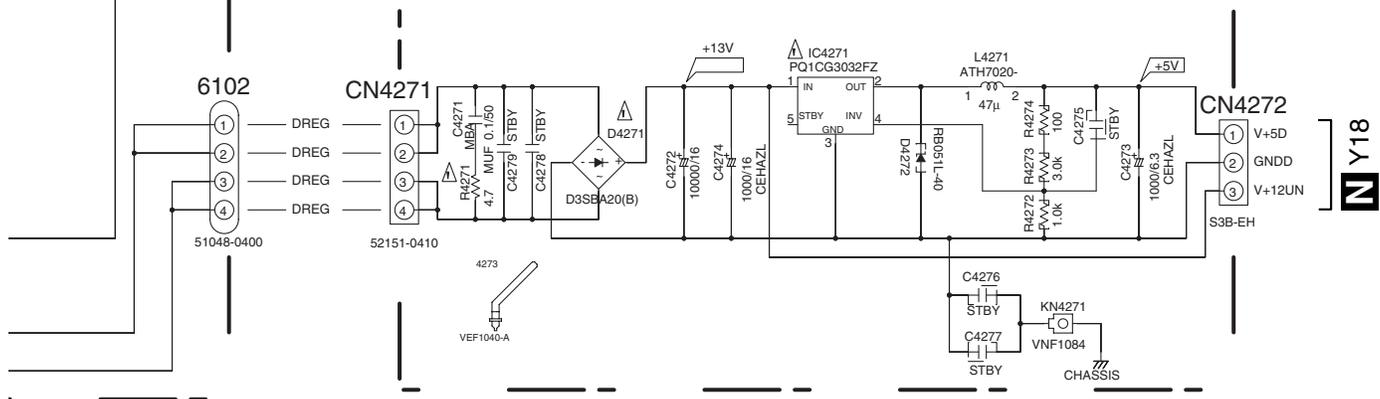 6102
1
2
3
4
51048-0400
DREG
DREG
DREG
DREG
CN4271
1
2
3
4
52151-0410
C4271
MBA
MUF 0.1/50
R4271
4.7
C4279
STBY
C4278
STBY
D4271
~
- +
~
D3SBA20(B)
4273
VEF1040-A
+13V
C4272
10000/16
C4274
1000/16
CEHAZL
IC4271
PQ1CG3032FZ
1 IN OUT 2
5 STBY INV 4
GND
3
D4272
RB051L-40
L4271
ATH7020-
1 2
47μ
R4274
100
R4273
3.0k
R4272
1.0k
C4275
STBY
+5V
C4273
1000/6.3
CEHAZL
CN4272
1 V+5D
2 GNDD
3 V+12UN
S3B-EH
N Y18
C4276
STBY
C4277
STBY
KN4271
VNF1084
CHASSIS